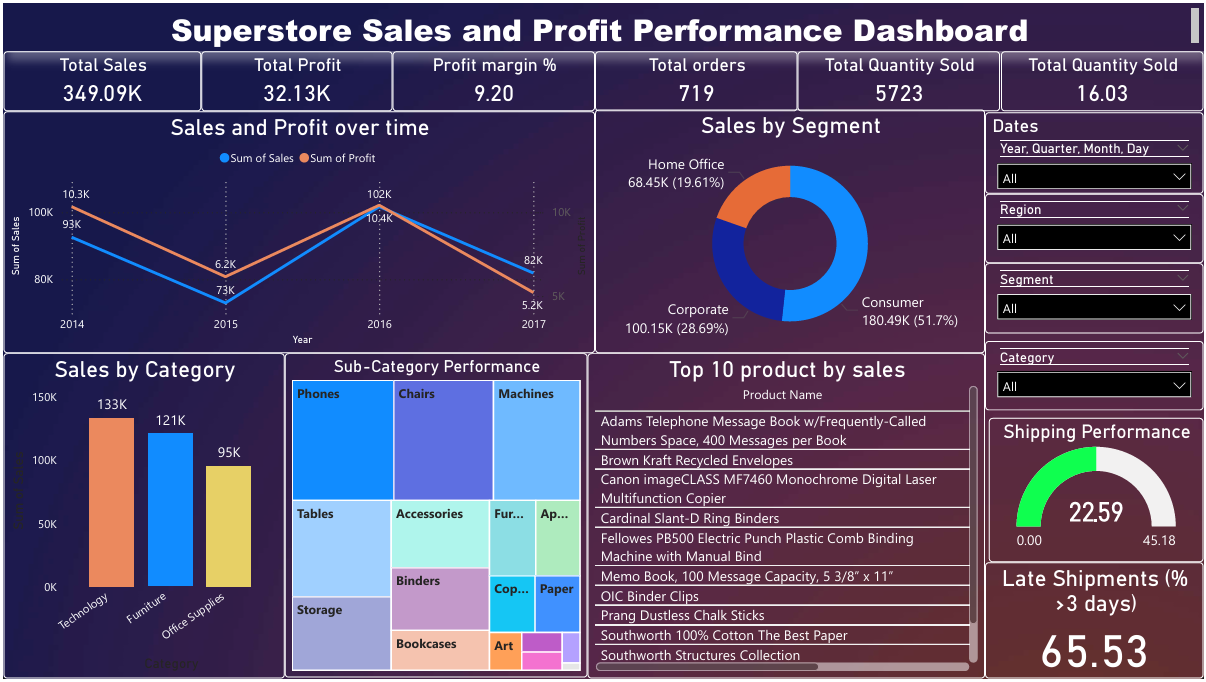 Superstore Sales and Profit Performance Dashboard
Total Sales
349.09K
Total Profit
32.13K
Profit margin %
9.20
Total orders
719
Total Quantity Sold
5723
Total Quantity Sold
16.03
Sales and Profit over time
Sum of Sales
Sum of Profit
Sum of Sales
100K
80K
10.3K
93K
6.2K
73K
102K
10.4K
82K
5.2K
10K
5K
2014
2015
2016
2017
Year
Sales by Segment
Home Office
68.45K (19.61%)
Corporate
100.15K (28.69%)
Consumer
180.49K (51.7%)
Dates
Year, Quarter, Month, Day
All
Region
All
Segment
All
Category
All
Sales by Category
150K
100K
50K
0K
133K
121K
95K
Technology
Furniture
Office Supplies
Sub-Category Performance
Phones
Chairs
Machines
Tables
Accessories
Fur...
Ap...
Binders
Cop...
Paper
Storage
Bookcases
Art
Top 10 product by sales
Product Name
Adams Telephone Message Book w/Frequently-Called
Numbers Space, 400 Messages per Book
Brown Kraft Recycled Envelopes
Canon imageCLASS MF7460 Monochrome Digital Laser
Multifunction Copier
Cardinal Slant-D Ring Binders
Fellowes PB500 Electric Punch Plastic Comb Binding
Machine with Manual Bind
Memo Book, 100 Message Capacity, 5 3/8” x 11”
OIC Binder Clips
Prang Dustless Chalk Sticks
Southworth 100% Cotton The Best Paper
Southworth Structures Collection
Shipping Performance
22.59
0.00
45.18
Late Shipments (%
>3 days)
65.53